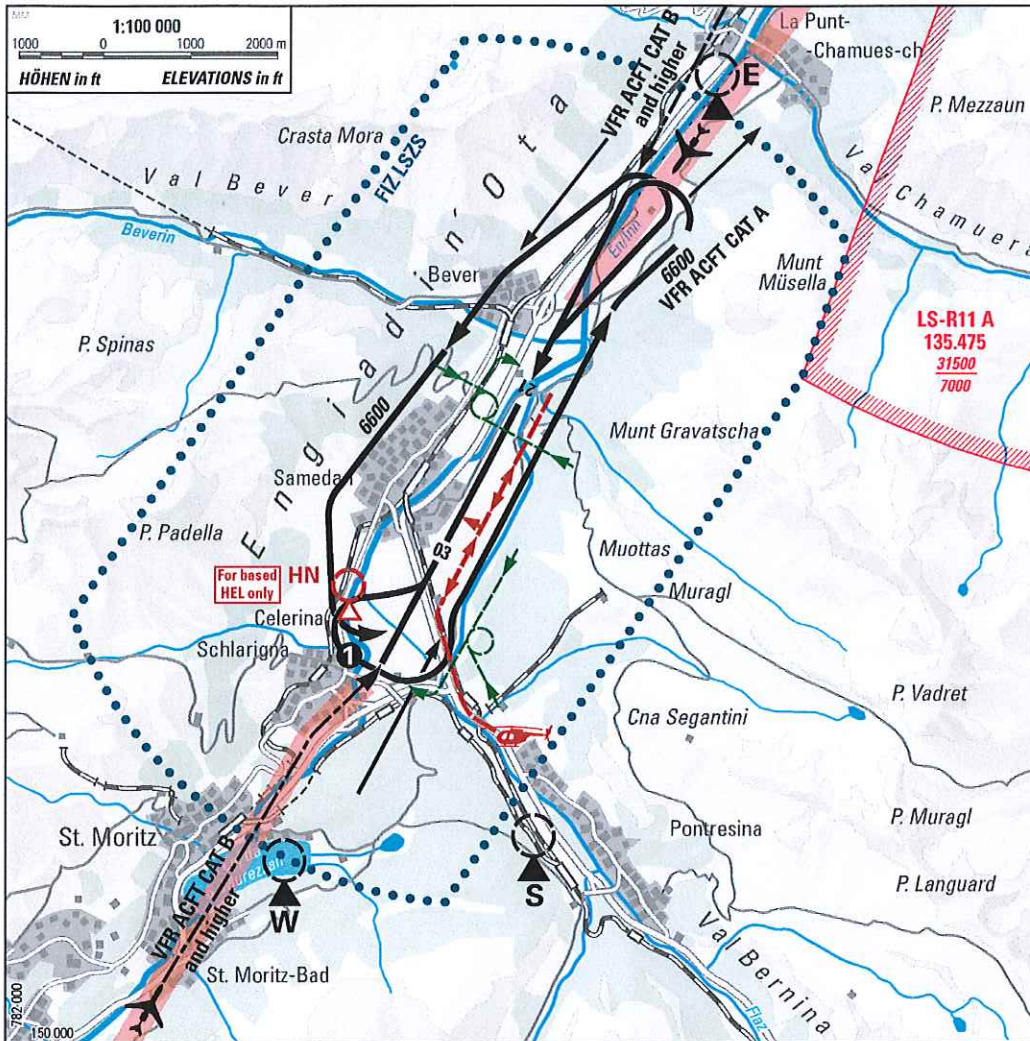 1:100 000
1000 0 1000 2000 m
HÖHEN in ft ELEVATIONS in ft
La Punt-
-Chamues-ch
VFR ACFT CAT B
and higher
E
P. Mezzaun
Crasta Mora
FIZ LSZS
Val Bever
Val Chamuera
Beverin
Engiadin'Ota
En/Inn
Bever
6600
VFR ACFT CAT A
Munt
Müsella
LS-R11 A
135.475
31500
7000
P. Spinas
21
6600
Munt Gravatscha
Samedan
P. Padella
03
Muottas
Muragl
For based
HEL only
HN
Celerina
Schlarigna
1
P. Vadret
Cna Segantini
St. Moritz
Pontresina
P. Muragl
P. Languard
W
S
VFR ACFT CAT B
and higher
St. Moritz-Bad
Val Bernina
Flaz
782·000
150 000